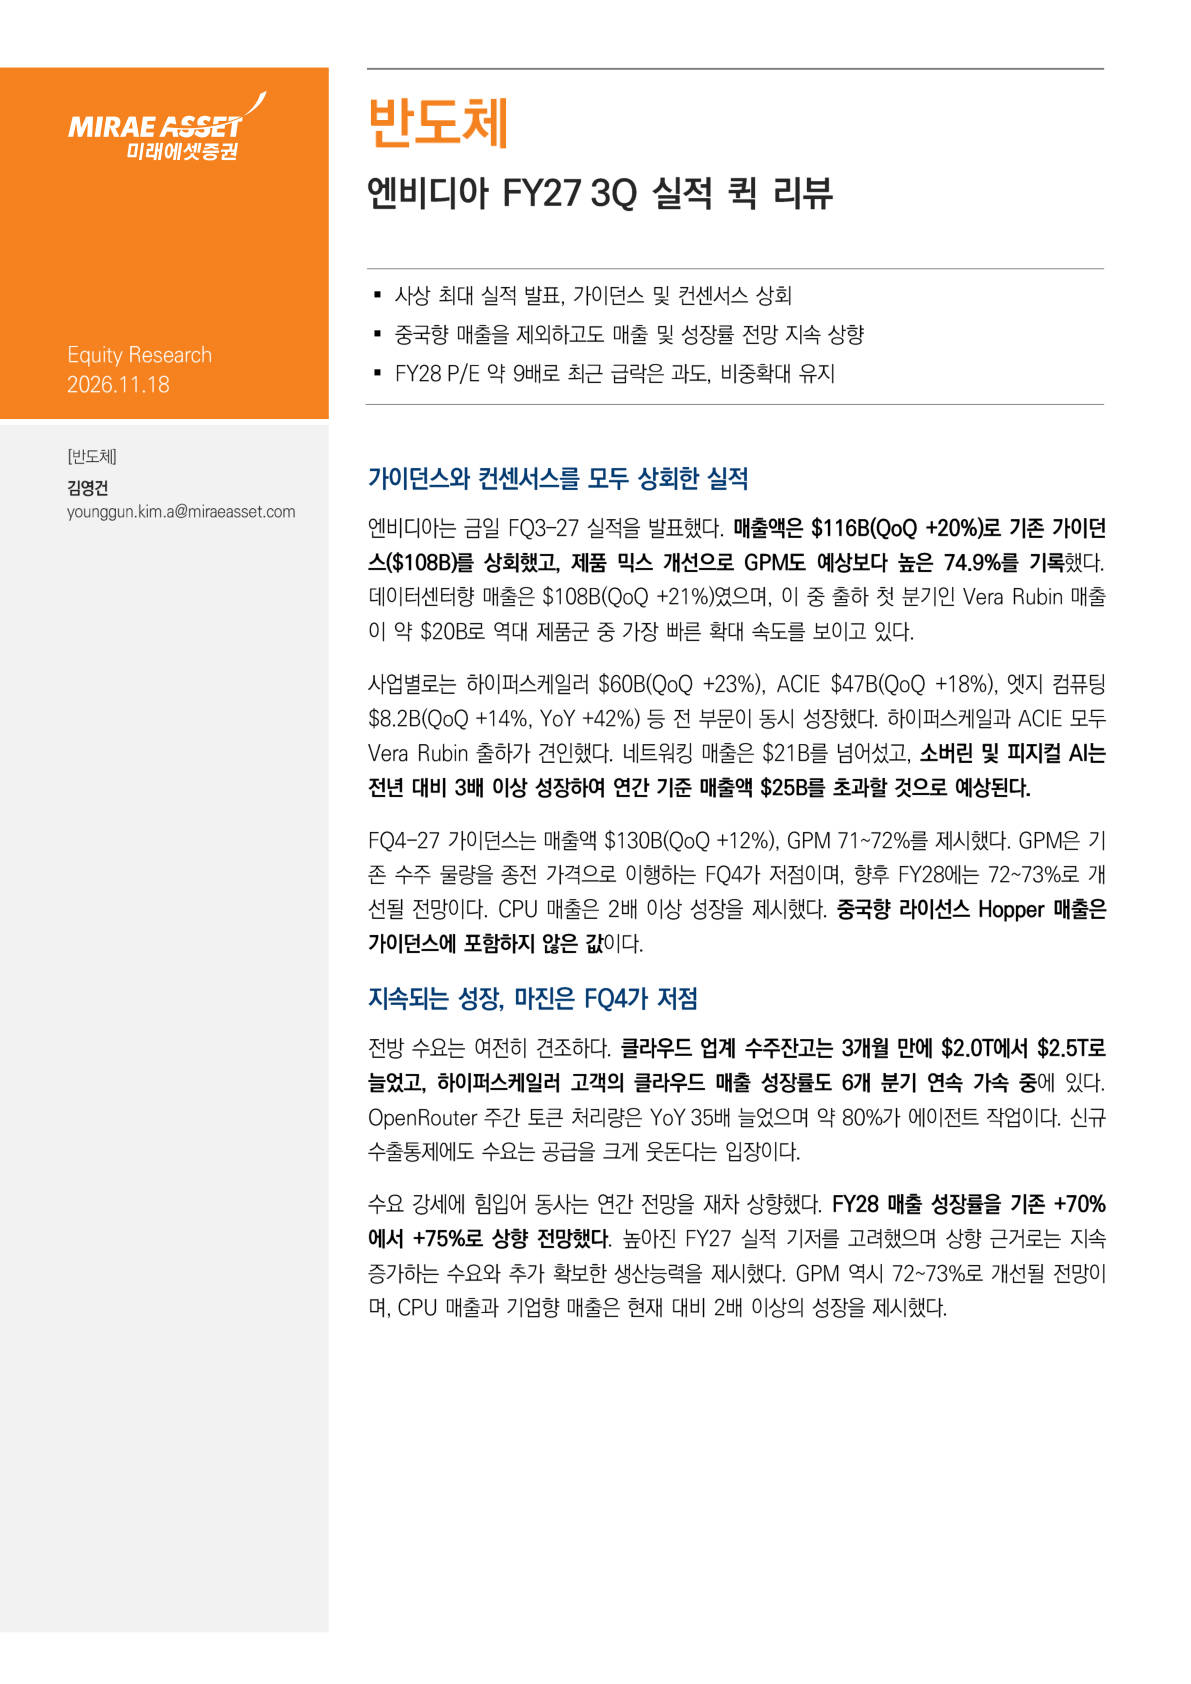 MIRAE ASSET
미래에셋증권
Equity Research
2026.11.18
[반도체]
김영건
younggun.kim.a@miraeasset.com
반도체
엔비디아 FY27 3Q 실적 퀵 리뷰
▪ 사상 최대 실적 발표, 가이던스 및 컨센서스 상회
▪ 중국향 매출을 제외하고도 매출 및 성장률 전망 지속 상향
▪ FY28 P/E 약 9배로 최근 급락은 과도, 비중확대 유지
가이던스와 컨센서스를 모두 상회한 실적
엔비디아는 금일 FQ3-27 실적을 발표했다. 매출액은 $116B(QoQ +20%)로 기존 가이던
스($108B)를 상회했고, 제품 믹스 개선으로 GPM도 예상보다 높은 74.9%를 기록했다.
데이터센터향 매출은 $108B(QoQ +21%)였으며, 이 중 출하 첫 분기인 Vera Rubin 매출
이 약 $20B로 역대 제품군 중 가장 빠른 확대 속도를 보이고 있다.
사업별로는 하이퍼스케일러 $60B(QoQ +23%), ACIE $47B(QoQ +18%), 엣지 컴퓨팅
$8.2B(QoQ +14%, YoY +42%) 등 전 부문이 동시 성장했다. 하이퍼스케일과 ACIE 모두
Vera Rubin 출하가 견인했다. 네트워킹 매출은 $21B를 넘어섰고, 소버린 및 피지컬 AI는
전년 대비 3배 이상 성장하여 연간 기준 매출액 $25B를 초과할 것으로 예상된다.
FQ4-27 가이던스는 매출액 $130B(QoQ +12%), GPM 71~72%를 제시했다. GPM은 기
존 수주 물량을 종전 가격으로 이행하는 FQ4가 저점이며, 향후 FY28에는 72~73%로 개
선될 전망이다. CPU 매출은 2배 이상 성장을 제시했다. 중국향 라이선스 Hopper 매출은
가이던스에 포함하지 않은 값이다.
지속되는 성장, 마진은 FQ4가 저점
전방 수요는 여전히 견조하다. 클라우드 업계 수주잔고는 3개월 만에 $2.0T에서 $2.5T로
늘었고, 하이퍼스케일러 고객의 클라우드 매출 성장률도 6개 분기 연속 가속 중에 있다.
OpenRouter 주간 토큰 처리량은 YoY 35배 늘었으며 약 80%가 에이전트 작업이다. 신규
수출통제에도 수요는 공급을 크게 웃돈다는 입장이다.
수요 강세에 힘입어 동사는 연간 전망을 재차 상향했다. FY28 매출 성장률을 기존 +70%
에서 +75%로 상향 전망했다. 높아진 FY27 실적 기저를 고려했으며 상향 근거로는 지속
증가하는 수요와 추가 확보한 생산능력을 제시했다. GPM 역시 72~73%로 개선될 전망이
며, CPU 매출과 기업향 매출은 현재 대비 2배 이상의 성장을 제시했다.